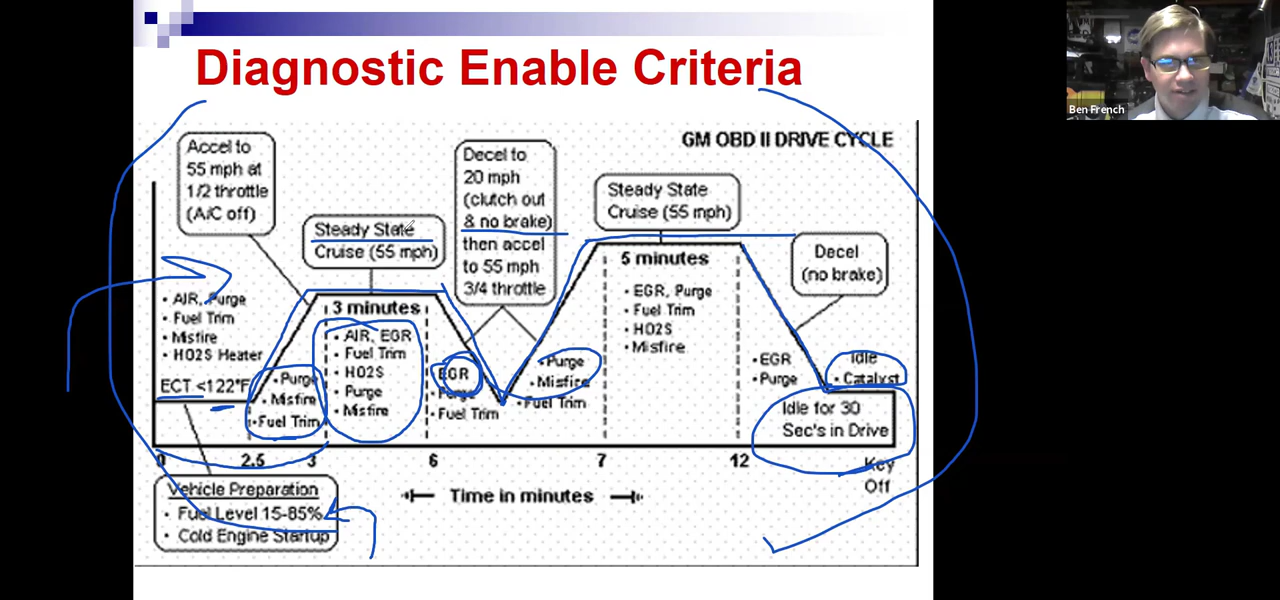 Diagnostic Enable Criteria
Ben French
GM OBD II DRIVE CYCLE
Accel to
55 mph at
1/2 throttle
(A/C off)
Steady State
Cruise (55 mph)
Decel to
20 mph
(clutch out
& no brake)
then accel
to 55 mph
3/4 throttle
Steady State
Cruise (55 mph)
Decel
(no brake)
• AIR, Purge
• Fuel Trim
• Misfire
• HO2S Heater
ECT <122°F
• Purge
• Misfire
• Fuel Trim
3 minutes
• AIR, EGR
• Fuel Trim
• HO2S
• Purge
• Misfire
EGR
• Purge
• Fuel Trim
• Purge
• Misfire
• Fuel Trim
5 minutes
• EGR, Purge
• Fuel Trim
• HO2S
• Misfire
• EGR
• Purge
Idle
• Catalyst
Idle for 30
Sec's in Drive
0 2.5 3 6 7 12 Key
Off
Time in minutes
Vehicle Preparation
• Fuel Level 15-85%
• Cold Engine Startup